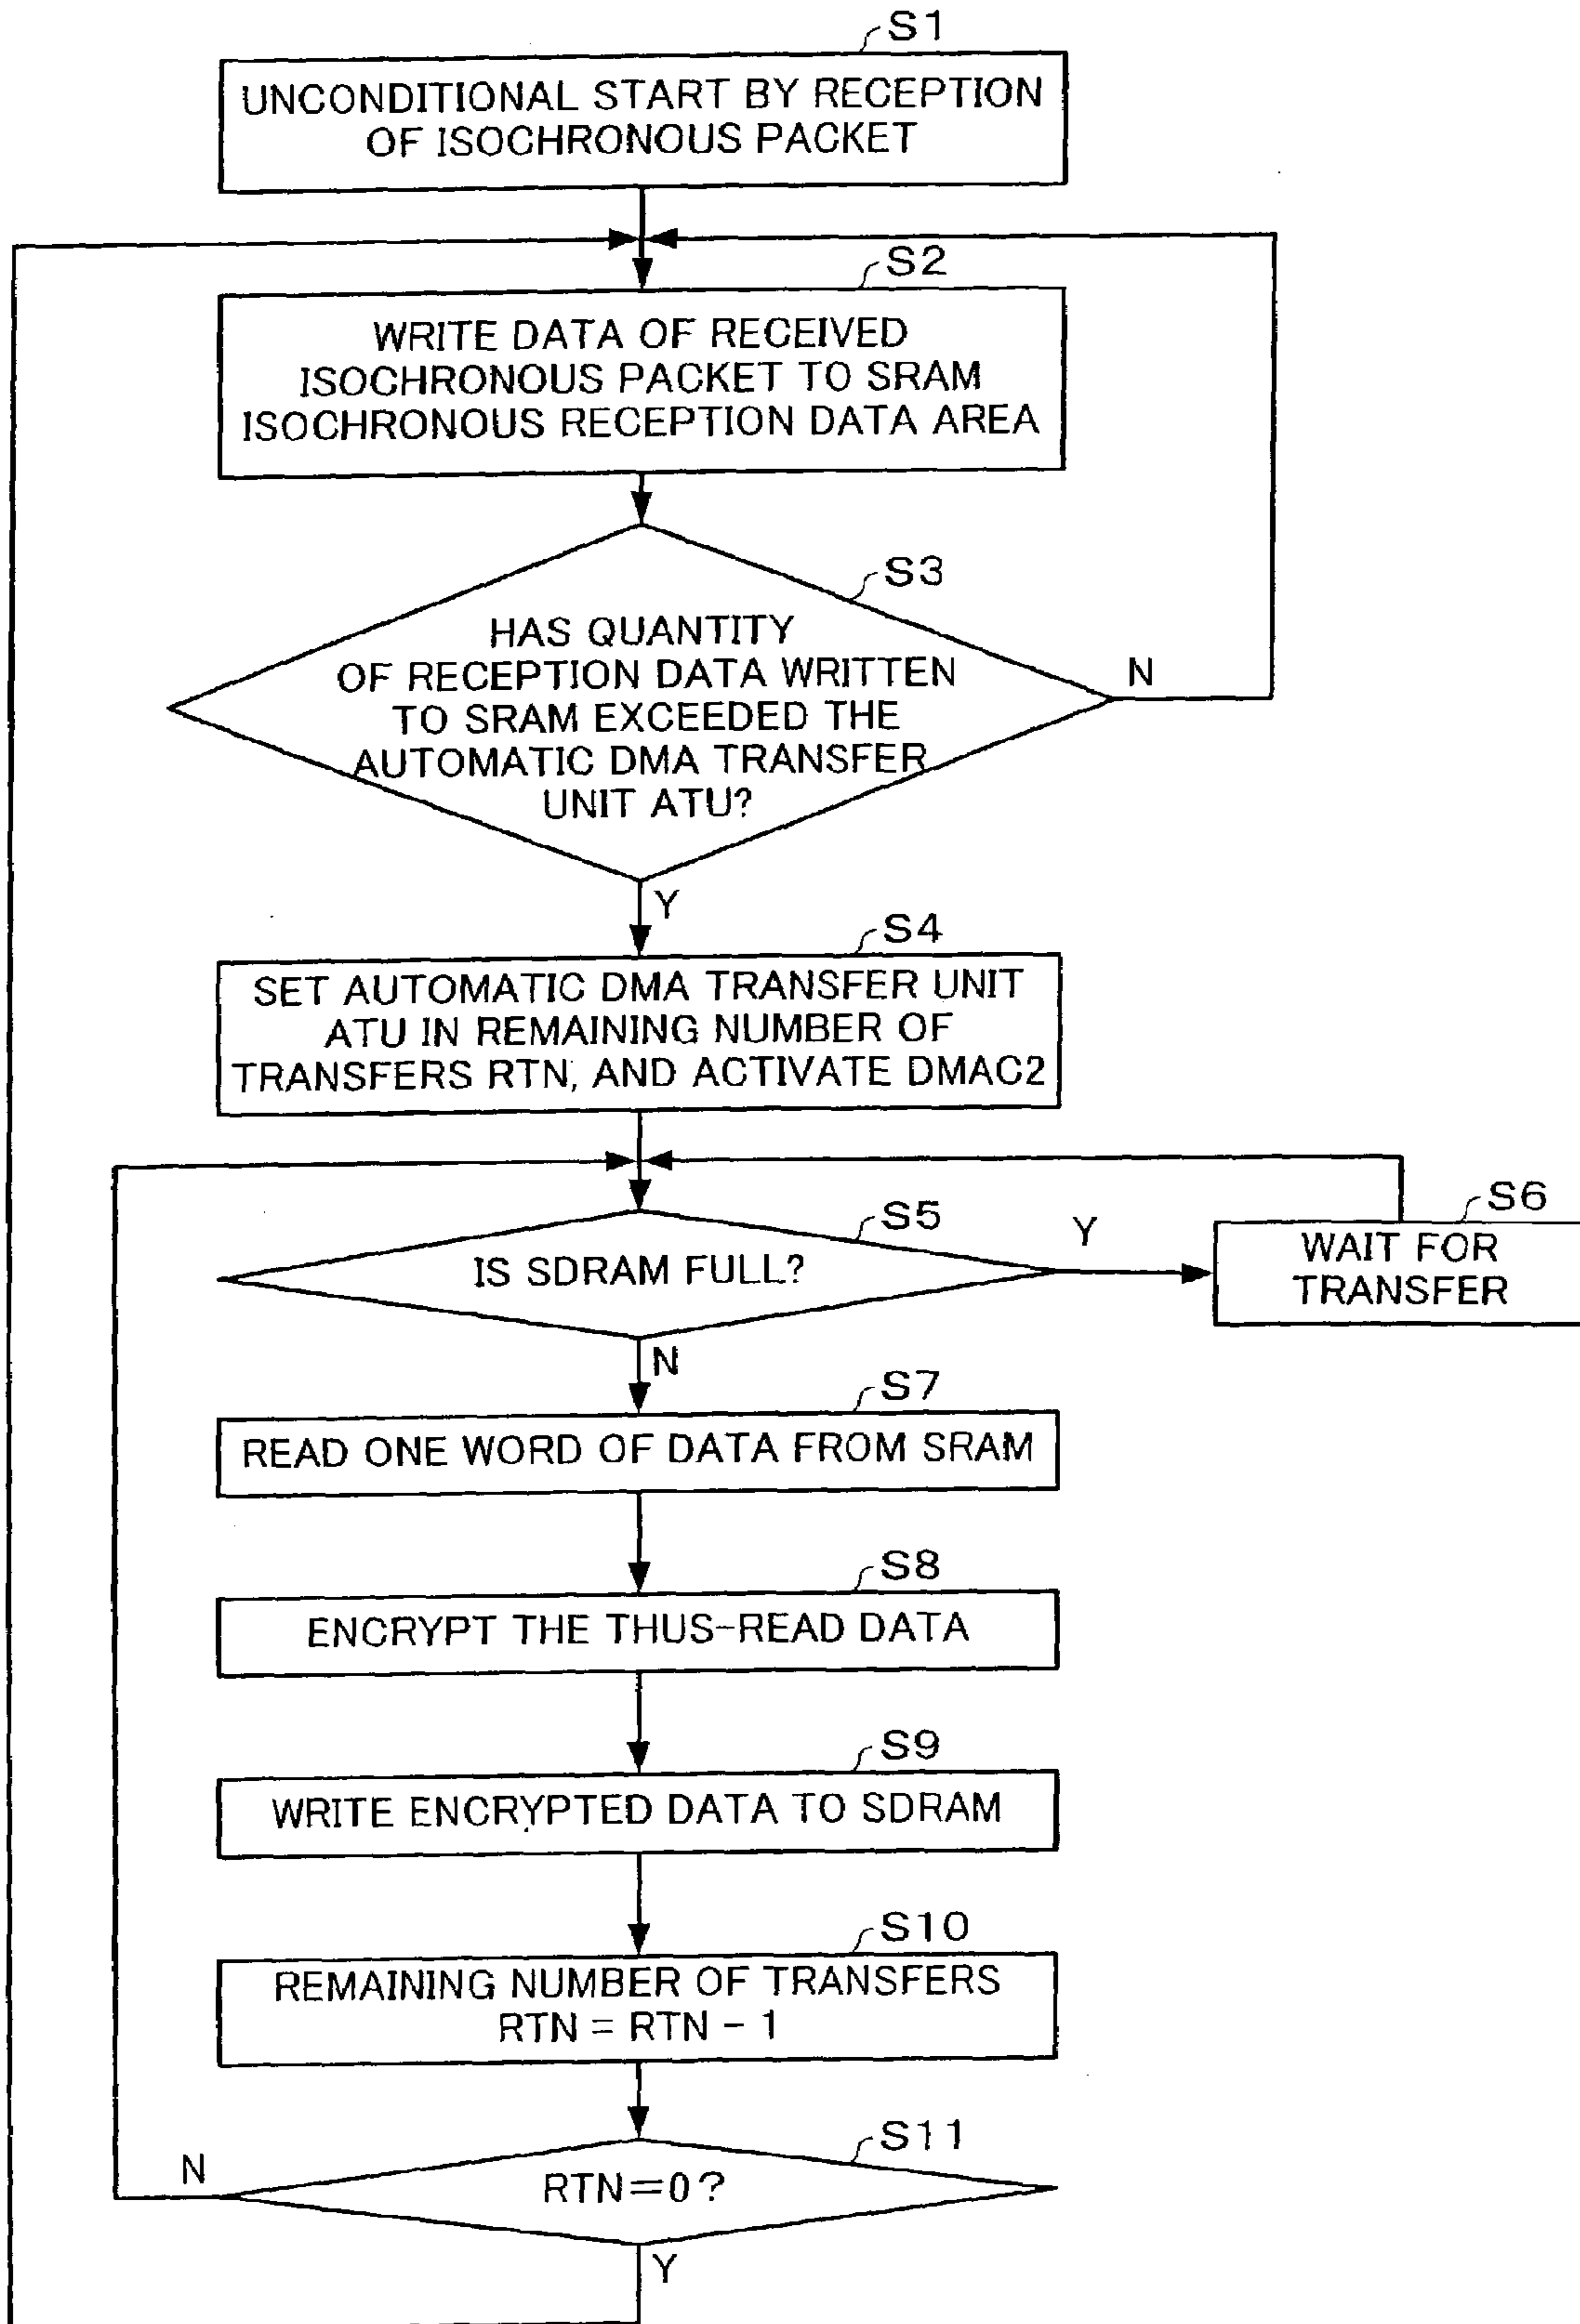 S1
UNCONDITIONAL START BY RECEPTION
OF ISOCHRONOUS PACKET
S2
WRITE DATA OF RECEIVED
ISOCHRONOUS PACKET TO SRAM
ISOCHRONOUS RECEPTION DATA AREA
S3
HAS QUANTITY
OF RECEPTION DATA WRITTEN
TO SRAM EXCEEDED THE
AUTOMATIC DMA TRANSFER
UNIT ATU?
N
Y
S4
SET AUTOMATIC DMA TRANSFER UNIT
ATU IN REMAINING NUMBER OF
TRANSFERS RTN, AND ACTIVATE DMAC2
S5
IS SDRAM FULL?
Y
S6
WAIT FOR
TRANSFER
N
S7
READ ONE WORD OF DATA FROM SRAM
S8
ENCRYPT THE THUS-READ DATA
S9
WRITE ENCRYPTED DATA TO SDRAM
S10
REMAINING NUMBER OF TRANSFERS
RTN = RTN - 1
S11
N
RTN=0?
Y